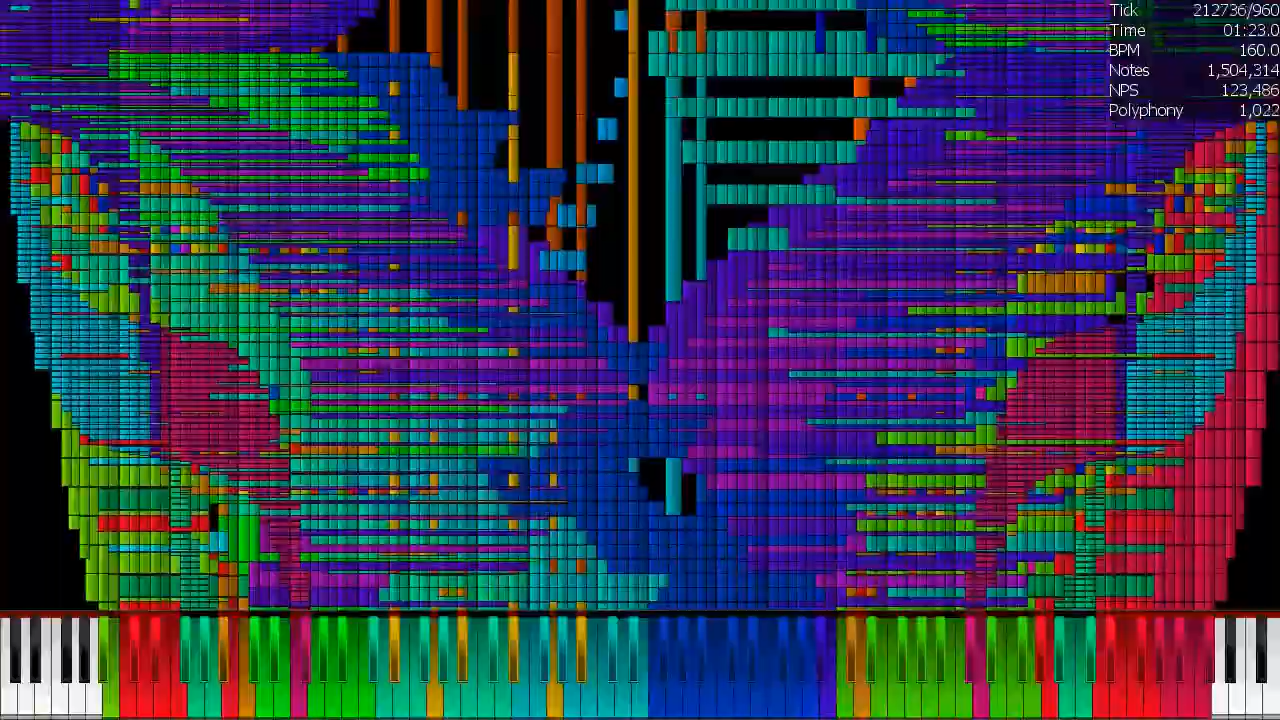 Tick 212736/960
Time 01:23.0
BPM 160.0
Notes 1,504,314
NPS 123,486
Polyphony 1,022